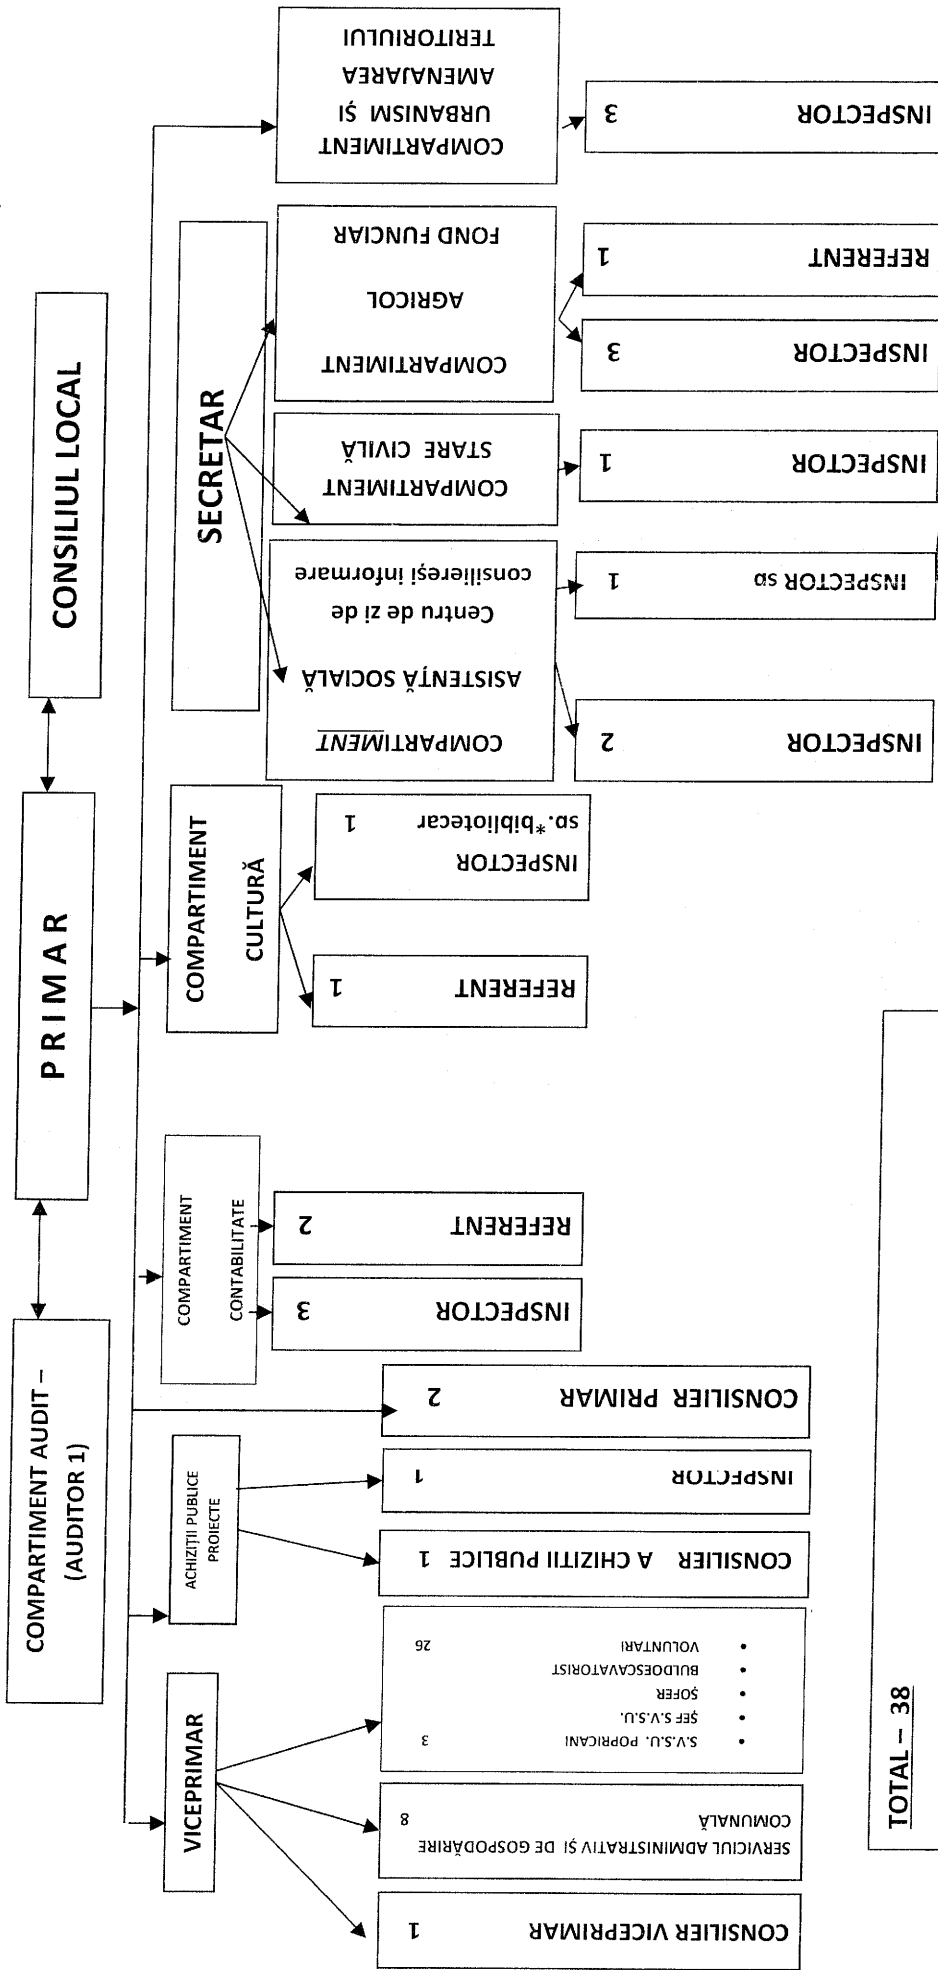 COMPARTIMENT AUDIT –
(AUDITOR 1)
PRIMAR
CONSILIUL LOCAL
VICEPRIMAR
ACHIZIȚII PUBLICE
PROIECTE
COMPARTIMENT
CONTABILITATE
COMPARTIMENT
CULTURĂ
SECRETAR
CONSILIER VICEPRIMAR 1
SERVICIUL ADMINISTRATIV ȘI DE GOSPODĂRIRE
COMUNALĂ 8
• S.V.S.U. POPRICANI 3
• ȘEF S.V.S.U.
• ȘOFER
• BULDOESCAVATORIST
• VOLUNTARI 26
CONSILIER A CHIZITII PUBLICE 1
INSPECTOR 1
CONSILIER PRIMAR 2
INSPECTOR 3
REFERENT 2
REFERENT 1
INSPECTOR
sp.*bibliotecar 1
COMPARTIMENT
ASISTENȚĂ SOCIALĂ
Centru de zi de
consiliereși informare
INSPECTOR 2
INSPECTOR sp 1
COMPARTIMENT
STARE CIVILĂ
INSPECTOR 1
COMPARTIMENT
AGRICOL
FOND FUNCIAR
INSPECTOR 3
REFERENT 1
COMPARTIMENT
URBANISM ȘI
AMENAJAREA
TERITORIULUI
INSPECTOR 3
TOTAL – 38